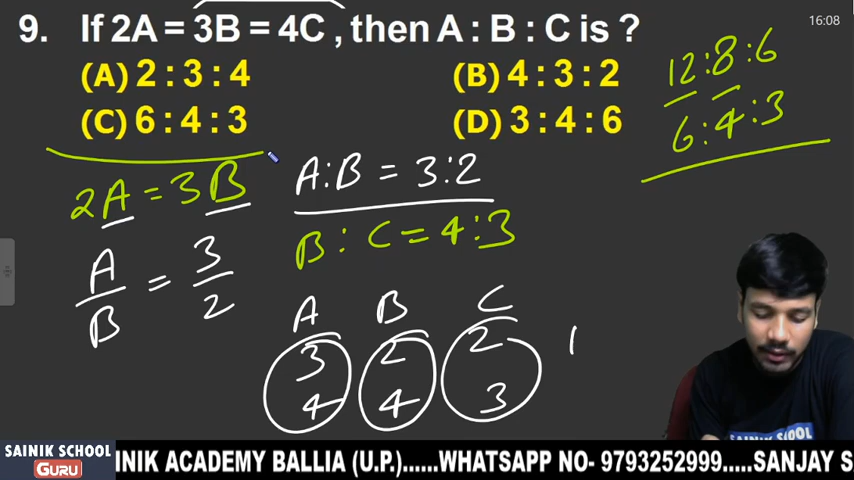 16:08
9. If 2A = 3B = 4C , then A : B : C is ?
(A) 2 : 3 : 4 (B) 4 : 3 : 2
(C) 6 : 4 : 3 (D) 3 : 4 : 6
12:8:6
6:4:3
2A = 3B
A/B = 3/2
A:B = 3:2
B: C = 4:3
A B C
3 2 2
4 4 3
SAINIK SCHOOL
Guru
SAINIK SCHOOL
INIK ACADEMY BALLIA (U.P.)......WHATSAPP NO- 9793252999.....SANJAY S